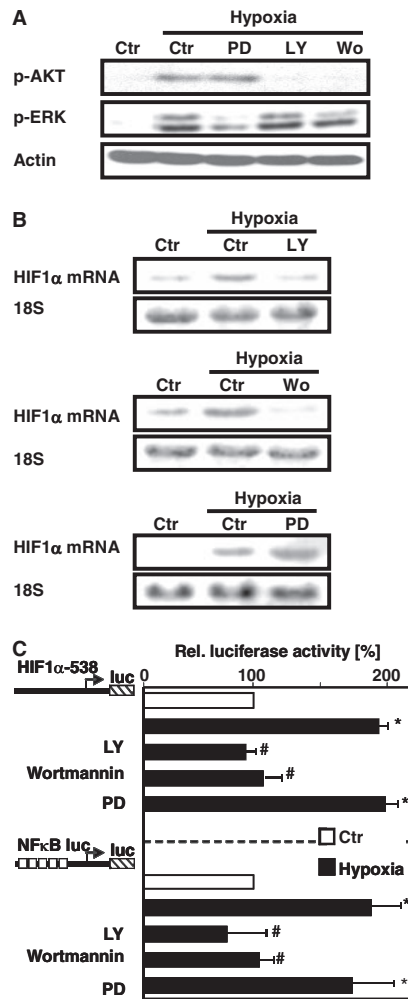 A
Hypoxia
Ctr Ctr PD LY Wo
p-AKT
p-ERK
Actin
B
Hypoxia
Ctr Ctr LY
HIF1α mRNA
18S
Hypoxia
Ctr Ctr Wo
HIF1α mRNA
18S
Hypoxia
Ctr Ctr PD
HIF1α mRNA
18S
C
Rel. luciferase activity [%]
HIF1α-538
luc
0 100 200
*
LY #
Wortmannin #
PD *
Ctr
NFκB luc luc
Hypoxia
*
LY #
Wortmannin #
PD *